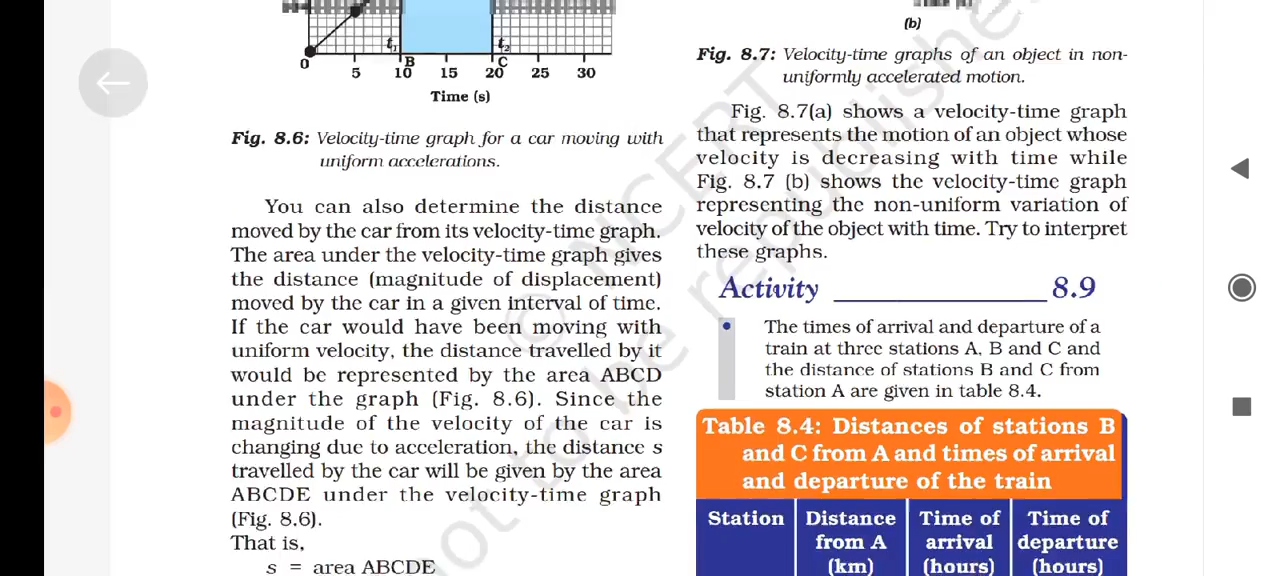 t1
t2
0
B
C
5
10
15
20
25
30
Time (s)
Fig. 8.6: Velocity-time graph for a car moving with
uniform accelerations.
You can also determine the distance
moved by the car from its velocity-time graph.
The area under the velocity-time graph gives
the distance (magnitude of displacement)
moved by the car in a given interval of time.
If the car would have been moving with
uniform velocity, the distance travelled by it
would be represented by the area ABCD
under the graph (Fig. 8.6). Since the
magnitude of the velocity of the car is
changing due to acceleration, the distance s
travelled by the car will be given by the area
ABCDE under the velocity-time graph
(Fig. 8.6).
That is,
s = area ABCDE
(b)
Fig. 8.7: Velocity-time graphs of an object in non-
uniformly accelerated motion.
Fig. 8.7(a) shows a velocity-time graph
that represents the motion of an object whose
velocity is decreasing with time while
Fig. 8.7 (b) shows the velocity-time graph
representing the non-uniform variation of
velocity of the object with time. Try to interpret
these graphs.
Activity __________ 8.9
• The times of arrival and departure of a
train at three stations A, B and C and
the distance of stations B and C from
station A are given in table 8.4.
Table 8.4: Distances of stations B
and C from A and times of arrival
and departure of the train
Station Distance Time of Time of
from A arrival departure
(km) (hours) (hours)
© NCERT
not to be republish